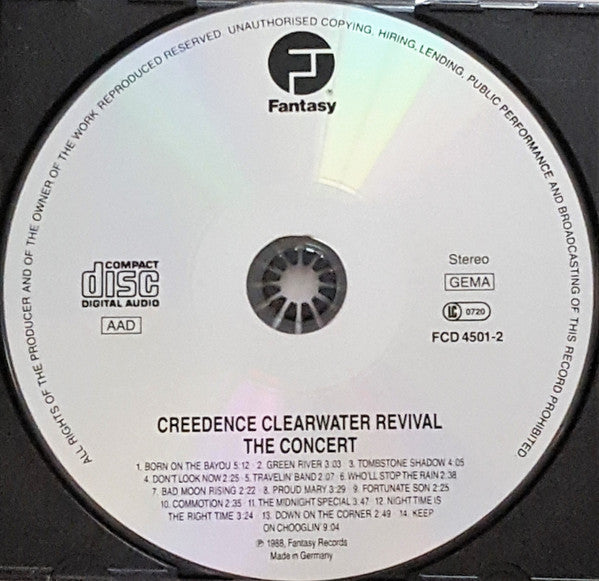 ALL RIGHTS OF THE PRODUCER AND OF THE OWNER OF THE WORK REPRODUCED RESERVED. UNAUTHORISED COPYING, HIRING, LENDING, PUBLIC PERFORMANCE AND BROADCASTING OF THIS RECORD PROHIBITED
Fantasy
®
COMPACT
disc
DIGITAL AUDIO
AAD
Stereo
GEMA
LC 0720
FCD 4501-2
CREEDENCE CLEARWATER REVIVAL
THE CONCERT
1. BORN ON THE BAYOU 5:12 · 2. GREEN RIVER 3:03 · 3. TOMBSTONE SHADOW 4:05
4. DON'T LOOK NOW 2:25 · 5. TRAVELIN' BAND 2:07 · 6. WHO'LL STOP THE RAIN 2:38
7. BAD MOON RISING 2:22 · 8. PROUD MARY 3:29 · 9. FORTUNATE SON 2:25
10. COMMOTION 2:35 · 11. THE MIDNIGHT SPECIAL 3:47 · 12. NIGHT TIME IS
THE RIGHT TIME 3:24 · 13. DOWN ON THE CORNER 2:49 · 14. KEEP
ON CHOOGLIN' 9:04
℗ 1988, Fantasy Records
Made in Germany